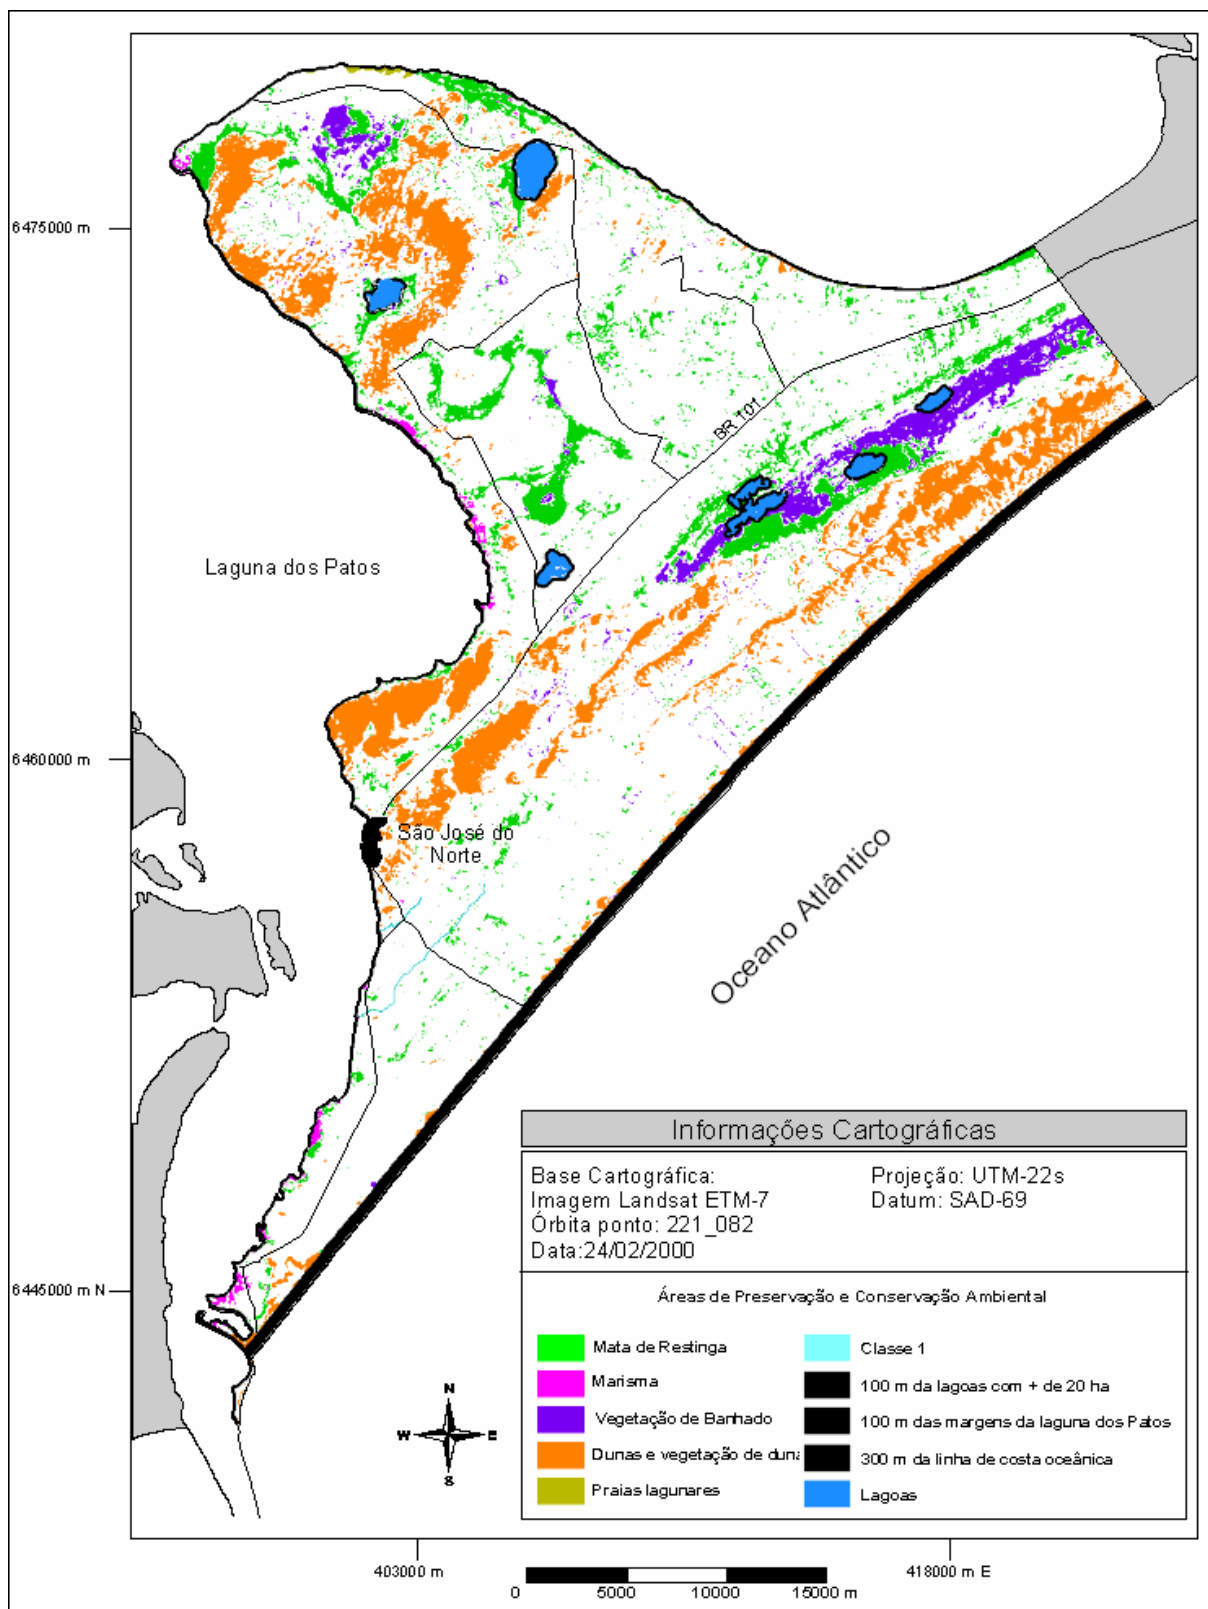 6475000 m
BR 101
Laguna dos Patos
6460000 m
São José do
Norte
Oceano Atlântico
Informações Cartográficas
Base Cartográfica:
Imagem Landsat ETM-7
Órbita ponto: 221_082
Data:24/02/2000
Projeção: UTM-22s
Datum: SAD-69
6445000 m N
Áreas de Preservação e Conservação Ambiental
Mata de Restinga
Marisma
Vegetação de Banhado
Dunas e vegetação de duna
Praias lagunares
Classe 1
100 m da lagoas com + de 20 ha
100 m das margens da laguna dos Patos
300 m da linha de costa oceânica
Lagoas
N
W E
S
403000 m
418000 m E
0 5000 10000 15000 m